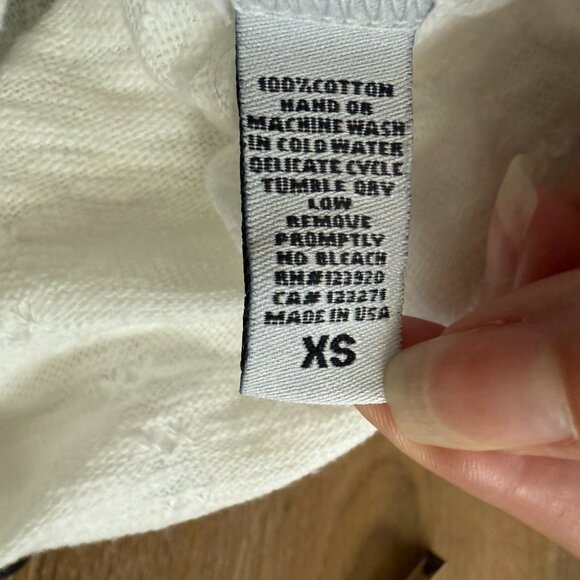 100% COTTON
HAND OR
MACHINE WASH
IN COLD WATER
DELICATE CYCLE
TUMBLE DRY
LOW
REMOVE
PROMPTLY
NO BLEACH
RN#123920
CA# 133271
MADE IN USA
XS